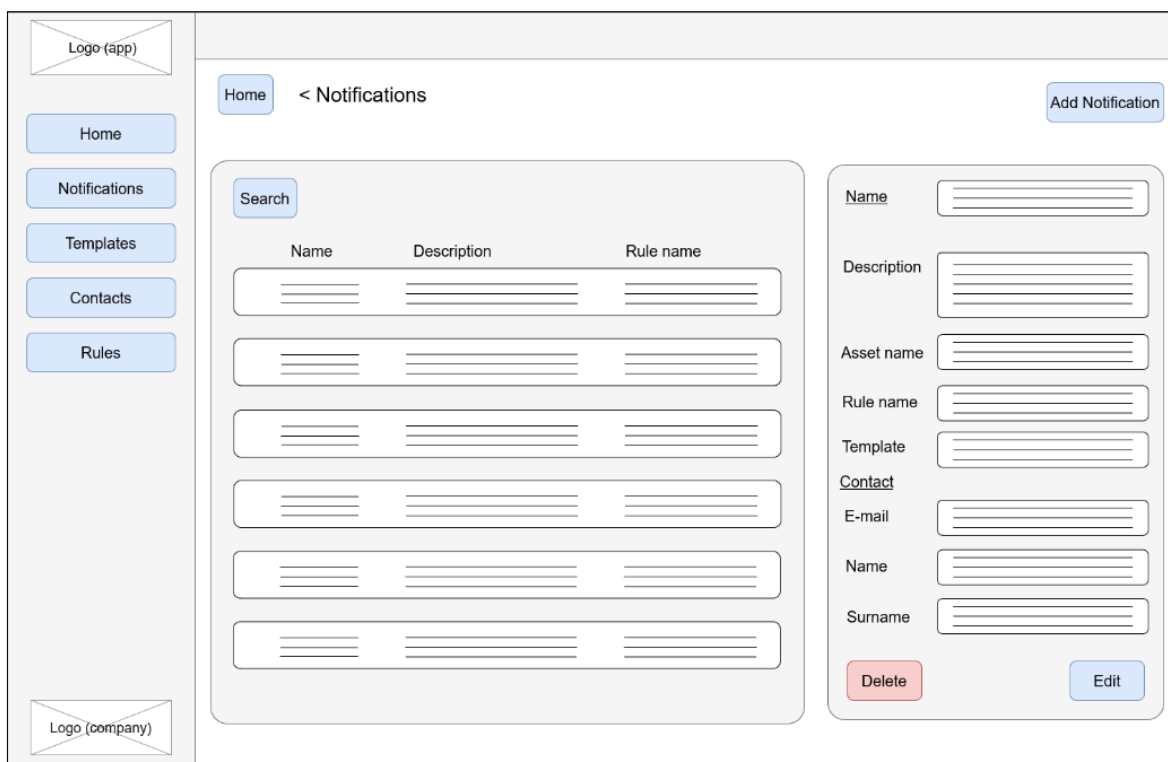 Logo (app)
Home
Notifications
Templates
Contacts
Rules
Logo (company)
Home < Notifications
Add Notification
Search
Name Description Rule name
Name
Description
Asset name
Rule name
Template
Contact
E-mail
Name
Surname
Delete Edit